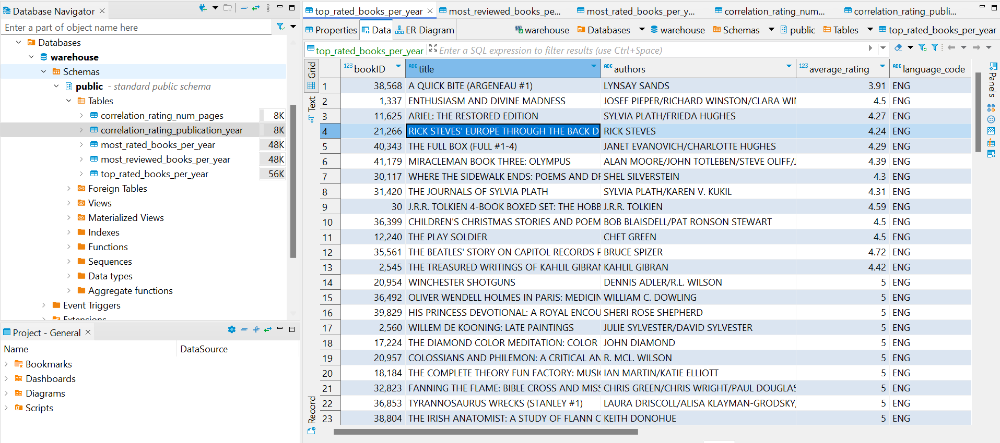 Database Navigator
Enter a part of object name here
Databases
warehouse
Schemas
public - standard public schema
Tables
correlation_rating_num_pages 8K
correlation_rating_publication_year 8K
most_rated_books_per_year 48K
most_reviewed_books_per_year 48K
top_rated_books_per_year 56K
Foreign Tables
Views
Materialized Views
Indexes
Functions
Sequences
Data types
Aggregate functions
Event Triggers
Extensions
Project - General
Name DataSource
Bookmarks
Dashboards
Diagrams
Scripts
top_rated_books_per_year most_reviewed_books_pe... most_rated_books_per_y... correlation_rating_num... correlation_rating_publi...
Properties Data ER Diagram warehouse Databases warehouse Schemas public Tables top_rated_books_per_year
top_rated_books_per_year Enter a SQL expression to filter results (use Ctrl+Space)
Grid
Text
Record
Panels
123 bookID ABC title ABC authors 123 average_rating ABC language_code
1 38,568 A QUICK BITE (ARGENEAU #1) LYNSAY SANDS 3.91 ENG
2 1,337 ENTHUSIASM AND DIVINE MADNESS JOSEF PIEPER/RICHARD WINSTON/CLARA WIN 4.5 ENG
3 11,625 ARIEL: THE RESTORED EDITION SYLVIA PLATH/FRIEDA HUGHES 4.27 ENG
4 21,266 RICK STEVES' EUROPE THROUGH THE BACK D RICK STEVES 4.24 ENG
5 40,343 THE FULL BOX (FULL #1-4) JANET EVANOVICH/CHARLOTTE HUGHES 4.29 ENG
6 41,179 MIRACLEMAN BOOK THREE: OLYMPUS ALAN MOORE/JOHN TOTLEBEN/STEVE OLIFF/J 4.39 ENG
7 30,117 WHERE THE SIDEWALK ENDS: POEMS AND DR SHEL SILVERSTEIN 4.3 ENG
8 31,420 THE JOURNALS OF SYLVIA PLATH SYLVIA PLATH/KAREN V. KUKIL 4.31 ENG
9 30 J.R.R. TOLKIEN 4-BOOK BOXED SET: THE HOBB J.R.R. TOLKIEN 4.59 ENG
10 36,399 CHILDREN'S CHRISTMAS STORIES AND POEM BOB BLAISDELL/PAT RONSON STEWART 4.5 ENG
11 12,240 THE PLAY SOLDIER CHET GREEN 4.5 ENG
12 35,561 THE BEATLES' STORY ON CAPITOL RECORDS P BRUCE SPIZER 4.72 ENG
13 2,545 THE TREASURED WRITINGS OF KAHLIL GIBRAN KAHLIL GIBRAN 4.42 ENG
14 20,954 WINCHESTER SHOTGUNS DENNIS ADLER/R.L. WILSON 5 ENG
15 36,492 OLIVER WENDELL HOLMES IN PARIS: MEDICIN WILLIAM C. DOWLING 5 ENG
16 39,829 HIS PRINCESS DEVOTIONAL: A ROYAL ENCOU SHERI ROSE SHEPHERD 5 ENG
17 2,560 WILLEM DE KOONING: LATE PAINTINGS JULIE SYLVESTER/DAVID SYLVESTER 5 ENG
18 17,224 THE DIAMOND COLOR MEDITATION: COLOR JOHN DIAMOND 5 ENG
19 20,957 COLOSSIANS AND PHILEMON: A CRITICAL AN R. MCL. WILSON 5 ENG
20 18,184 THE COMPLETE THEORY FUN FACTORY: MUSIC IAN MARTIN/KATIE ELLIOTT 5 ENG
21 32,823 FANNING THE FLAME: BIBLE CROSS AND MISS CHRIS GREEN/CHRIS WRIGHT/PAUL DOUGLAS 5 ENG
22 36,853 TYRANNOSAURUS WRECKS (STANLEY #1) LAURA DRISCOLL/ALISA KLAYMAN-GRODSKY/ 5 ENG
23 38,804 THE IRISH ANATOMIST: A STUDY OF FLANN O KEITH DONOHUE 5 ENG